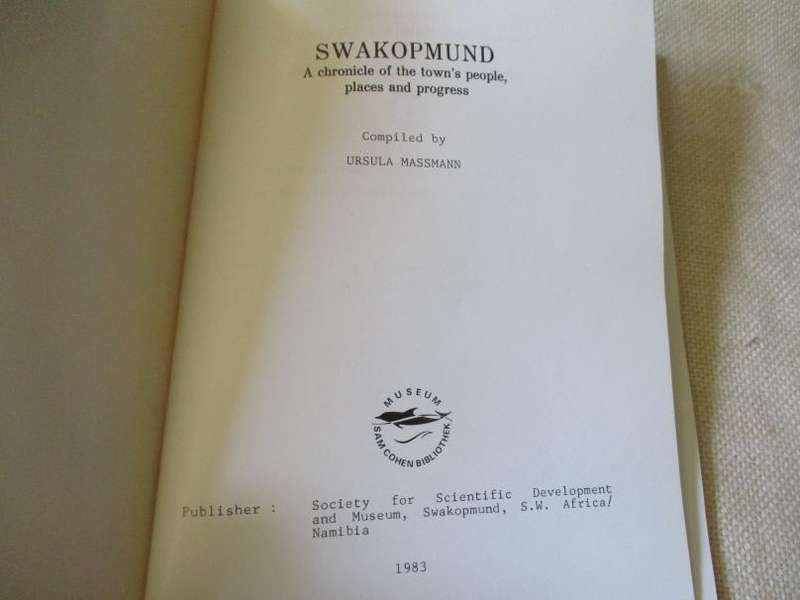 SWAKOPMUND
A chronicle of the town's people,
places and progress
Compiled by
URSULA MASSMANN
MUSEUM
SAM COHEN BIBLIOTHEK
Publisher : Society for Scientific Development
and Museum, Swakopmund, S.W. Africa/
Namibia
1983